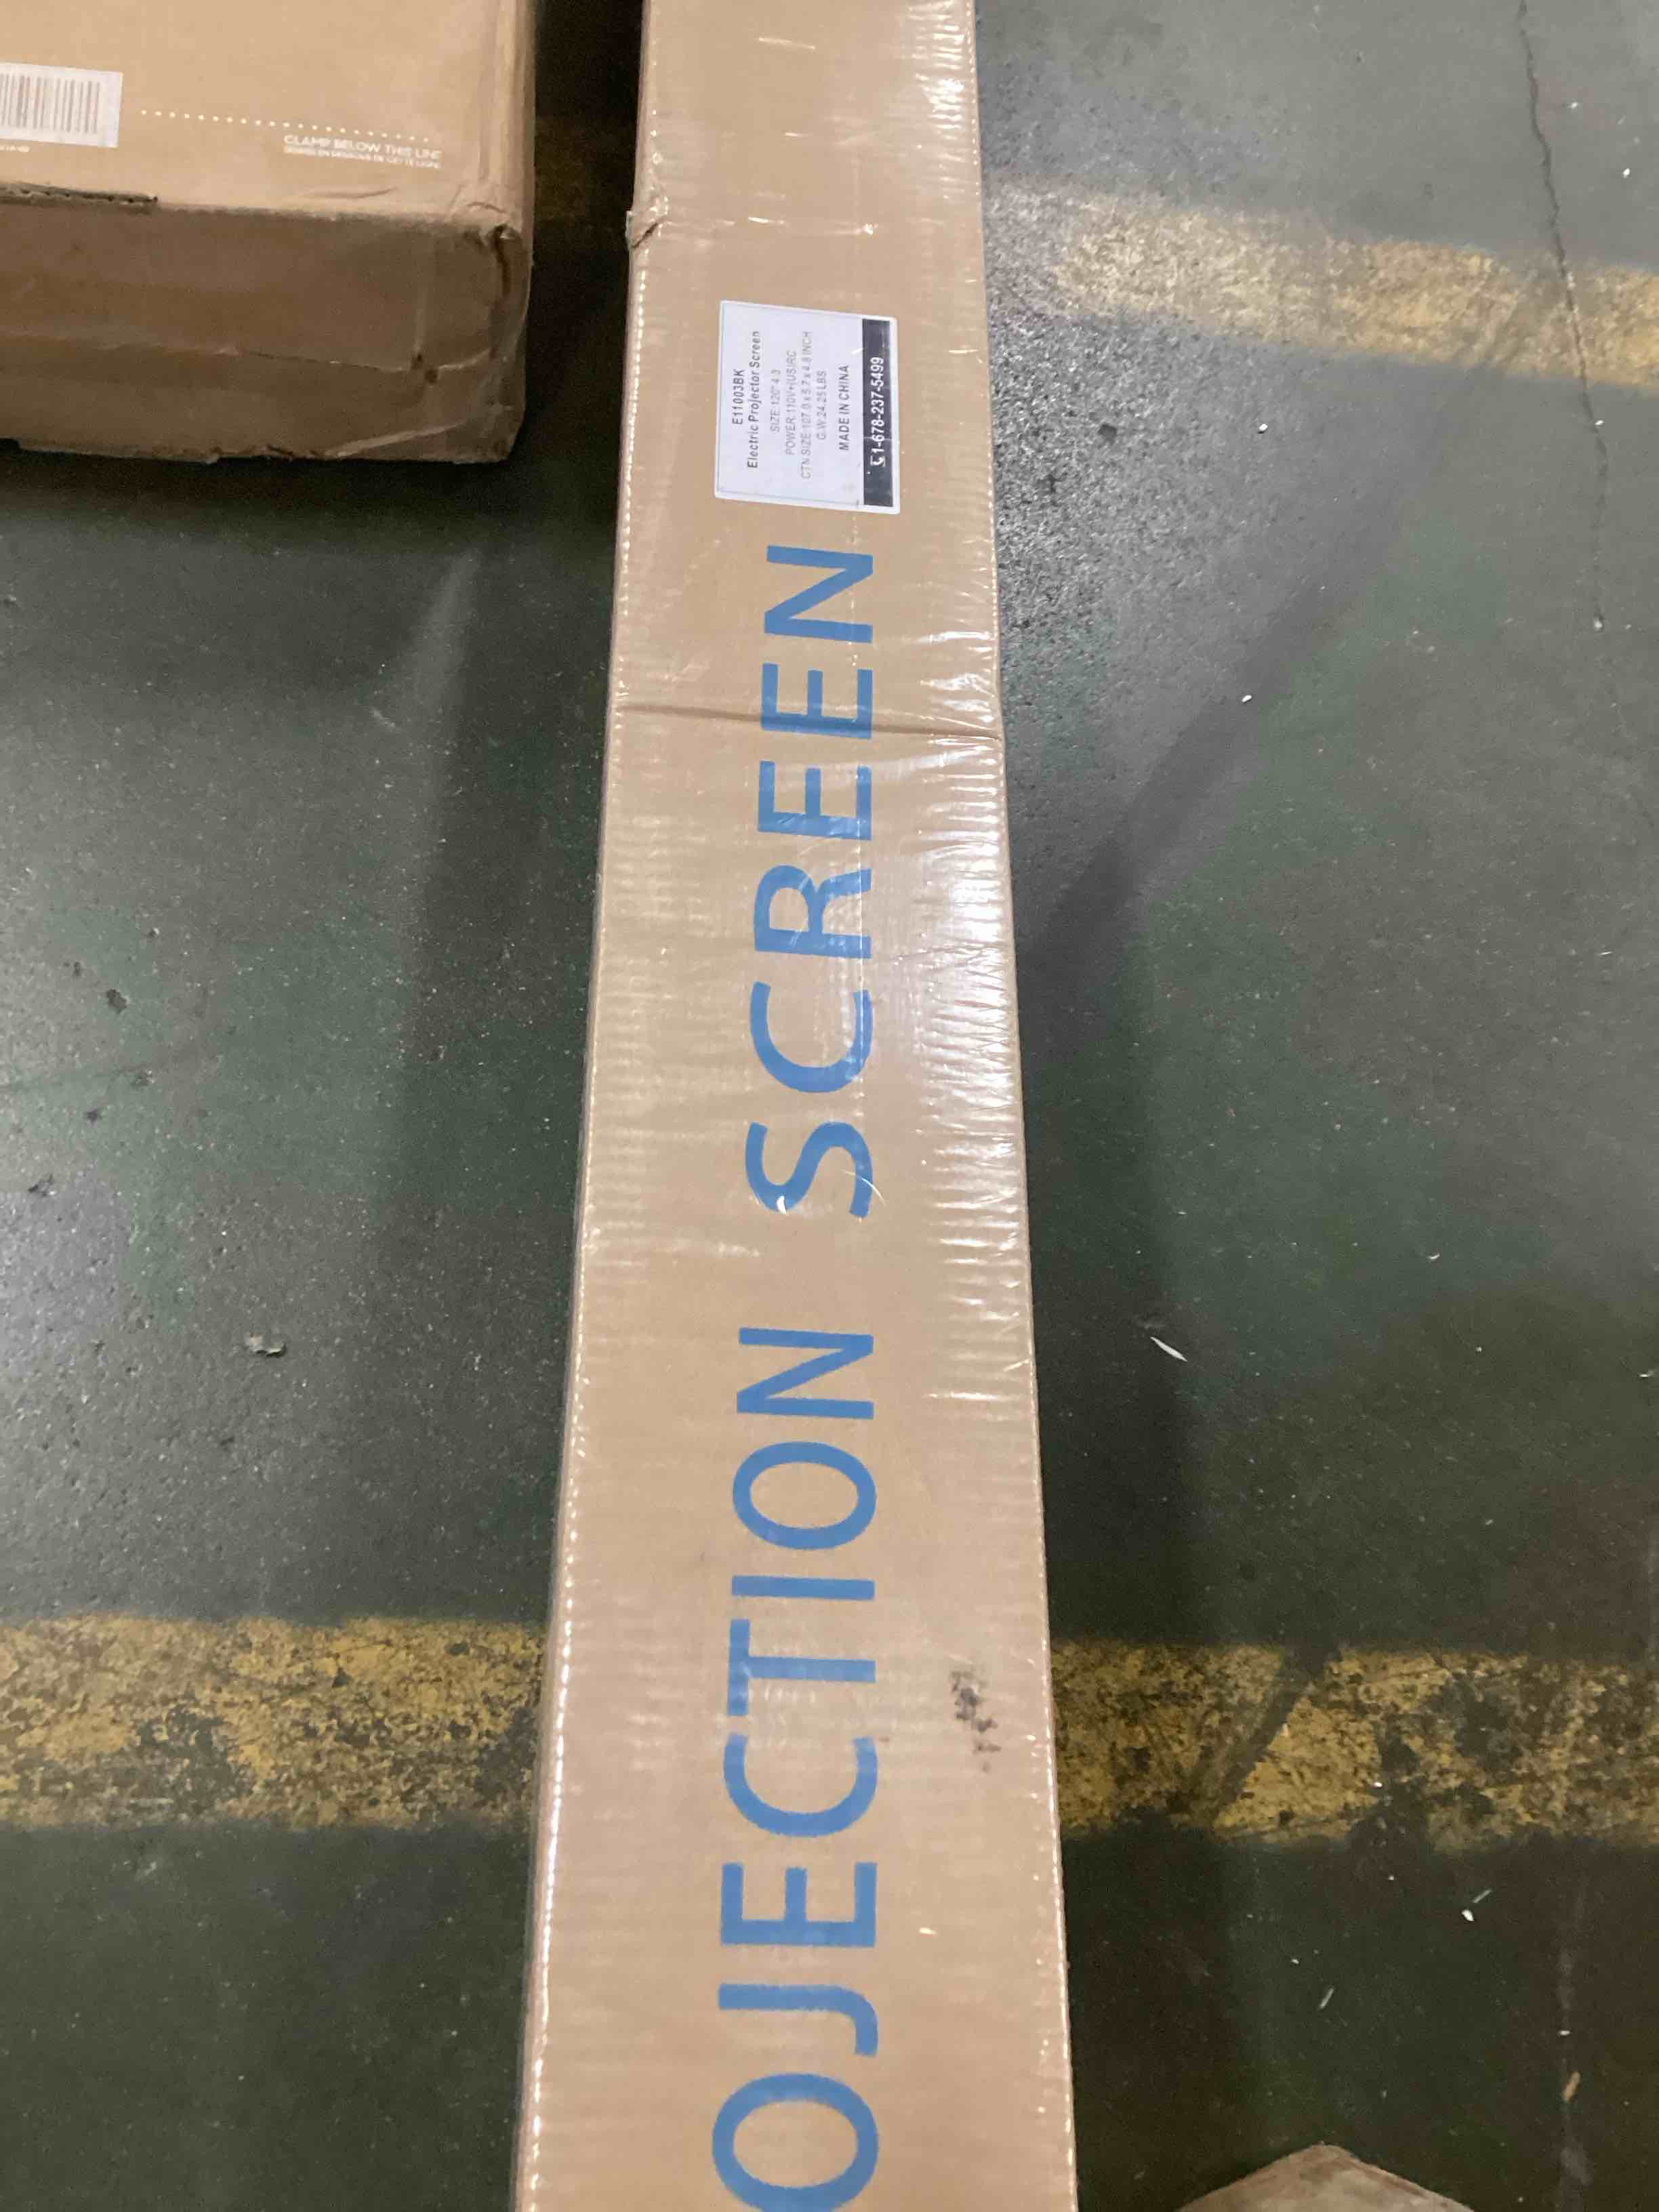 CLAMP BELOW THIS LINE
E11003BK
Electric Projector Screen
SIZE:120" 4:3
POWER:110V+(US)RC
CTN SIZE:107.0 x 5.7 x 4.8 INCH
G.W:24.25 LBS
MADE IN CHINA
1-678-237-5499
OJECTION SCREEN